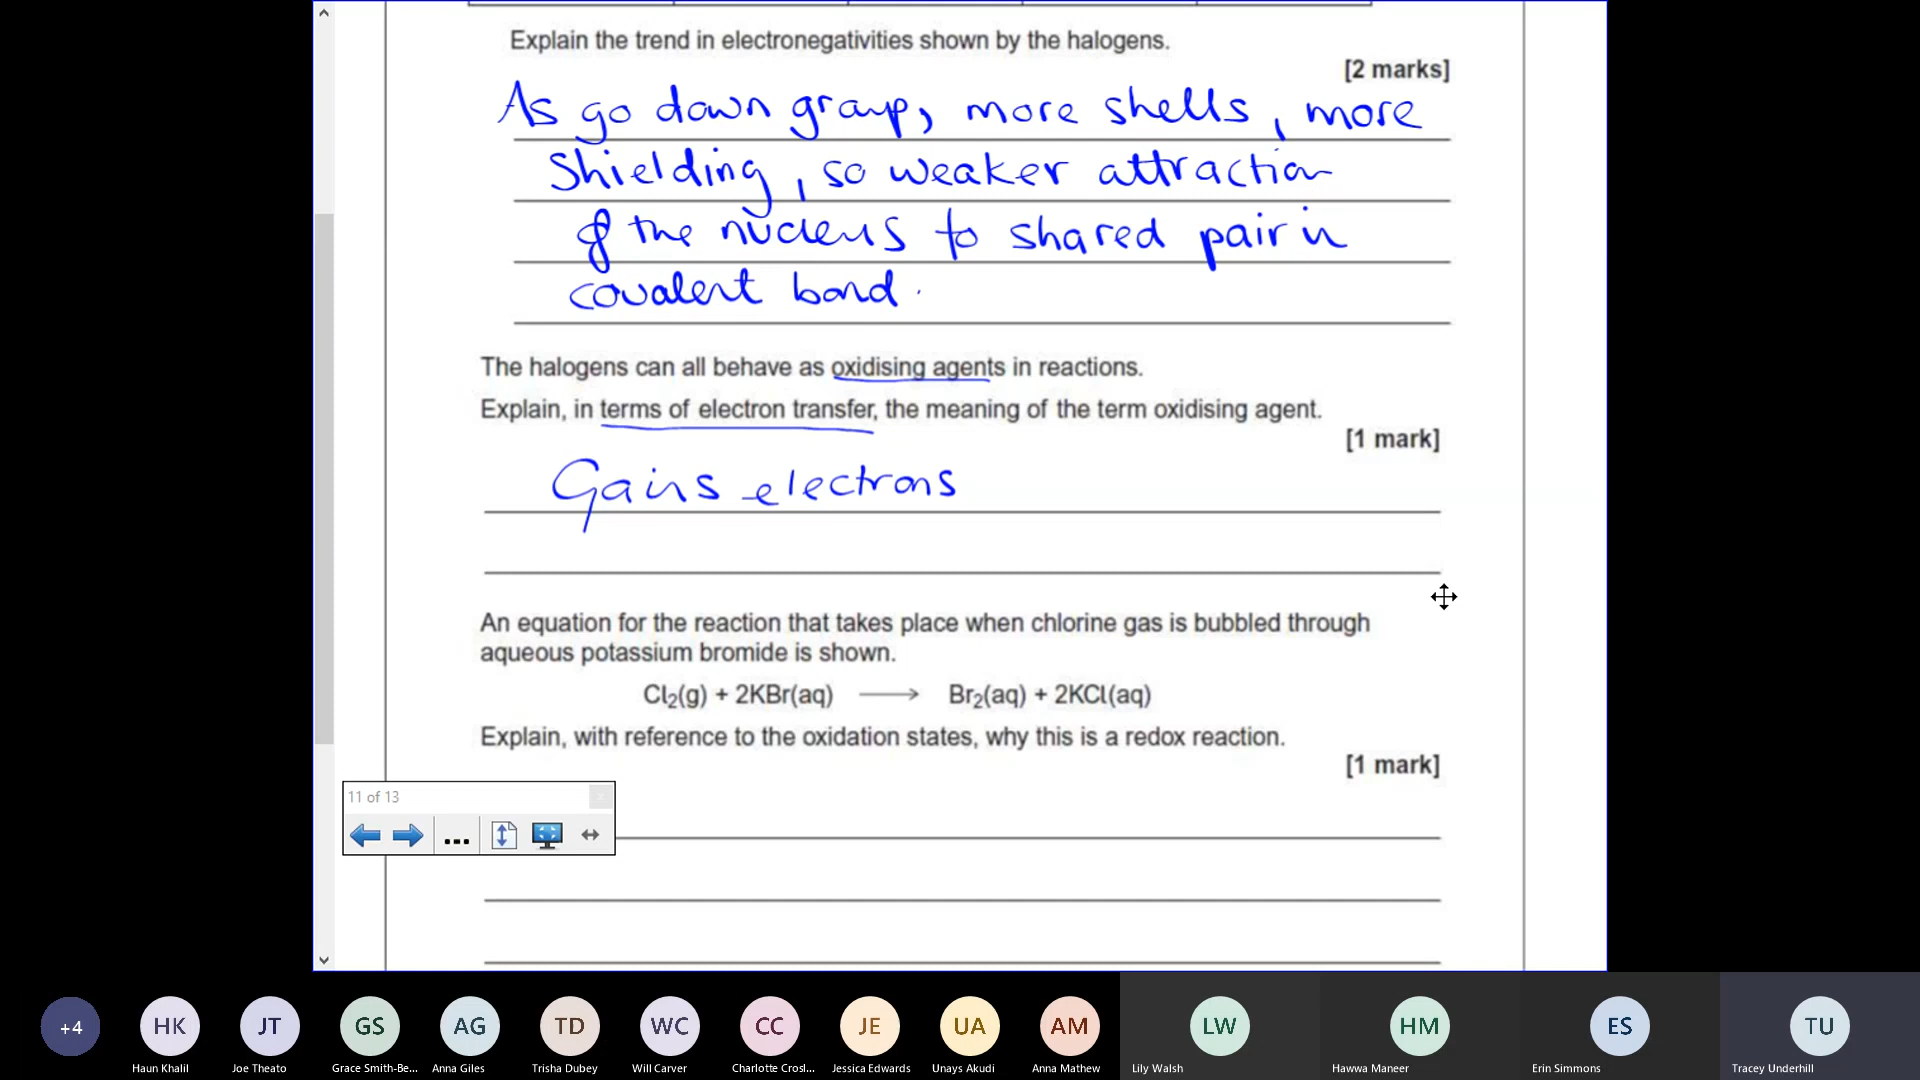 Explain the trend in electronegativities shown by the halogens.
[2 marks]
As go down group, more shells, more
shielding, so weaker attraction
of the nucleus to shared pair in
covalent bond.
The halogens can all behave as oxidising agents in reactions.
Explain, in terms of electron transfer, the meaning of the term oxidising agent.
[1 mark]
Gains electrons
An equation for the reaction that takes place when chlorine gas is bubbled through
aqueous potassium bromide is shown.
Cl₂(g) + 2KBr(aq) ⟶ Br₂(aq) + 2KCl(aq)
Explain, with reference to the oxidation states, why this is a redox reaction.
[1 mark]
11 of 13
...
+4 HK JT GS AG TD WC CC JE UA AM LW HM ES TU
Haun Khalil Joe Theato Grace Smith-Be... Anna Giles Trisha Dubey Will Carver Charlotte Crosl... Jessica Edwards Unays Akudi Anna Mathew Lily Walsh Hawwa Maneer Erin Simmons Tracey Underhill